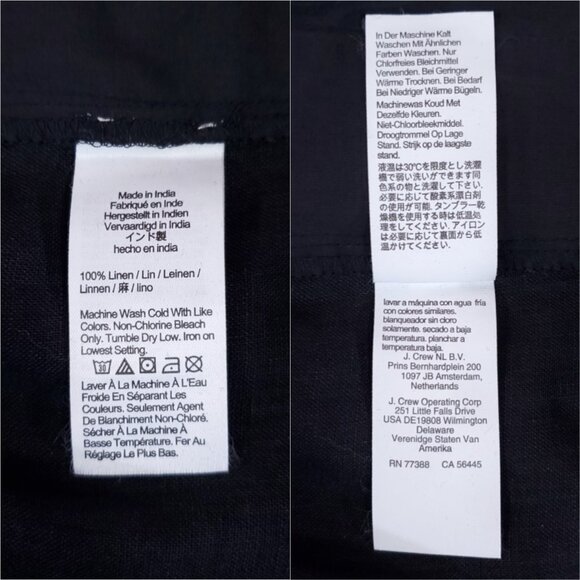 Made in India
Fabriqué en Inde
Hergestellt in Indien
Vervaardigd in India
インド製
hecho en india
100% Linen / Lin / Leinen /
Linnen / 麻 / lino
Machine Wash Cold With Like
Colors. Non-Chlorine Bleach
Only. Tumble Dry Low. Iron on
Lowest Setting.
30
Laver À La Machine À L'Eau
Froide En Séparant Les
Couleurs. Seulement Agent
De Blanchiment Non-Chloré.
Sécher À La Machine À
Basse Température. Fer Au
Réglage Le Plus Bas.
In Der Maschine Kalt
Waschen Mit Ähnlichen
Farben Waschen. Nur
Chlorfreies Bleichmittel
Verwenden. Bei Geringer
Wärme Trocknen. Bei Bedarf
Bei Niedriger Wärme Bügeln.
Machinewas Koud Met
Dezelfde Kleuren.
Niet-Chloorbleekmiddel.
Droogtrommel Op Lage
Stand. Strijk op de laagste
stand.
液温は30℃を限度とし洗濯
機で弱い洗いができます同
色系の物と洗濯して下さい.
必要に応じて酸素系漂白剤
の使用が可能. タンブラー乾
燥機を使用する時は低温処
理をしてください. アイロン
は必要に応じて裏面から低
温かけてください.
lavar a máquina con agua fria
con colores similares.
blanqueador sin cloro
solamente. secado a baja
temperatura. planchar a
temperatura baja.
J. Crew NL B.V.
Prins Bernhardplein 200
1097 JB Amsterdam,
Netherlands
J. Crew Operating Corp
251 Little Falls Drive
USA DE19808 Wilmington
Delaware
Verenidge Staten Van
Amerika
RN 77388 CA 56445